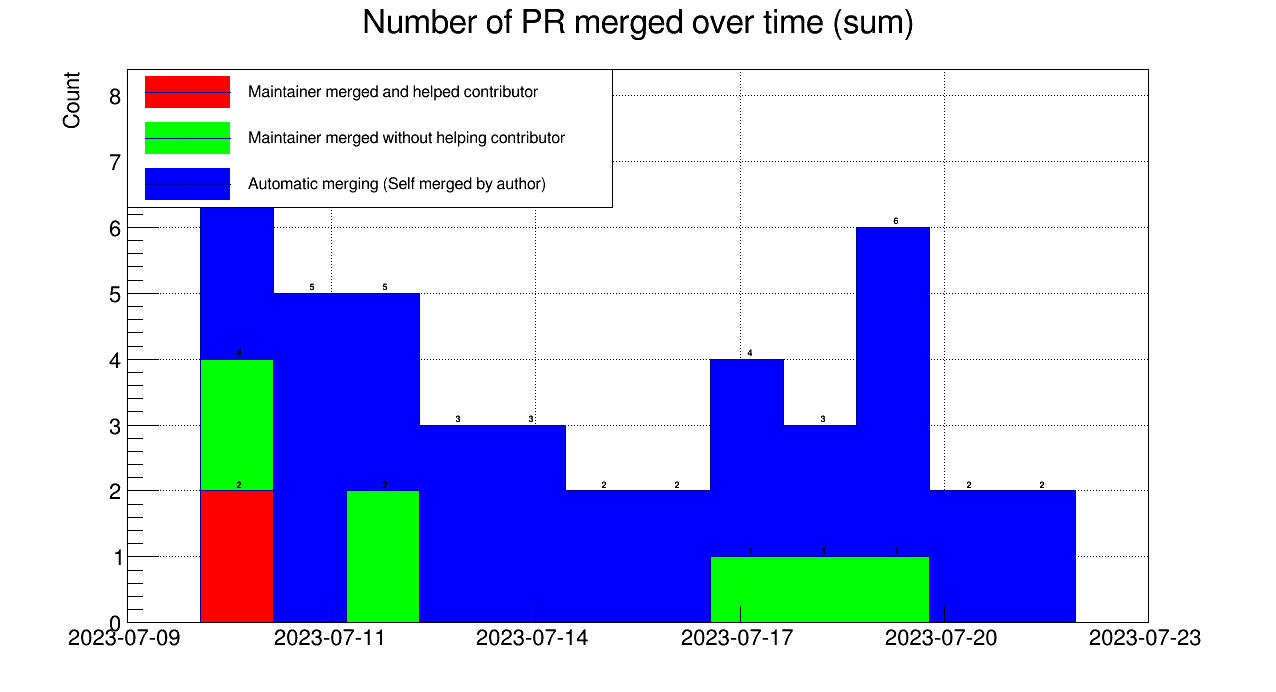 Number of PR merged over time (sum)
Count
Maintainer merged and helped contributor
Maintainer merged without helping contributor
Automatic merging (Self merged by author)
8
7
6
5
4
3
2
1
0
6
5 5
4 4
3 3 3
2 2 2 2 2 2
1 1 1
2023-07-09 2023-07-11 2023-07-14 2023-07-17 2023-07-20 2023-07-23